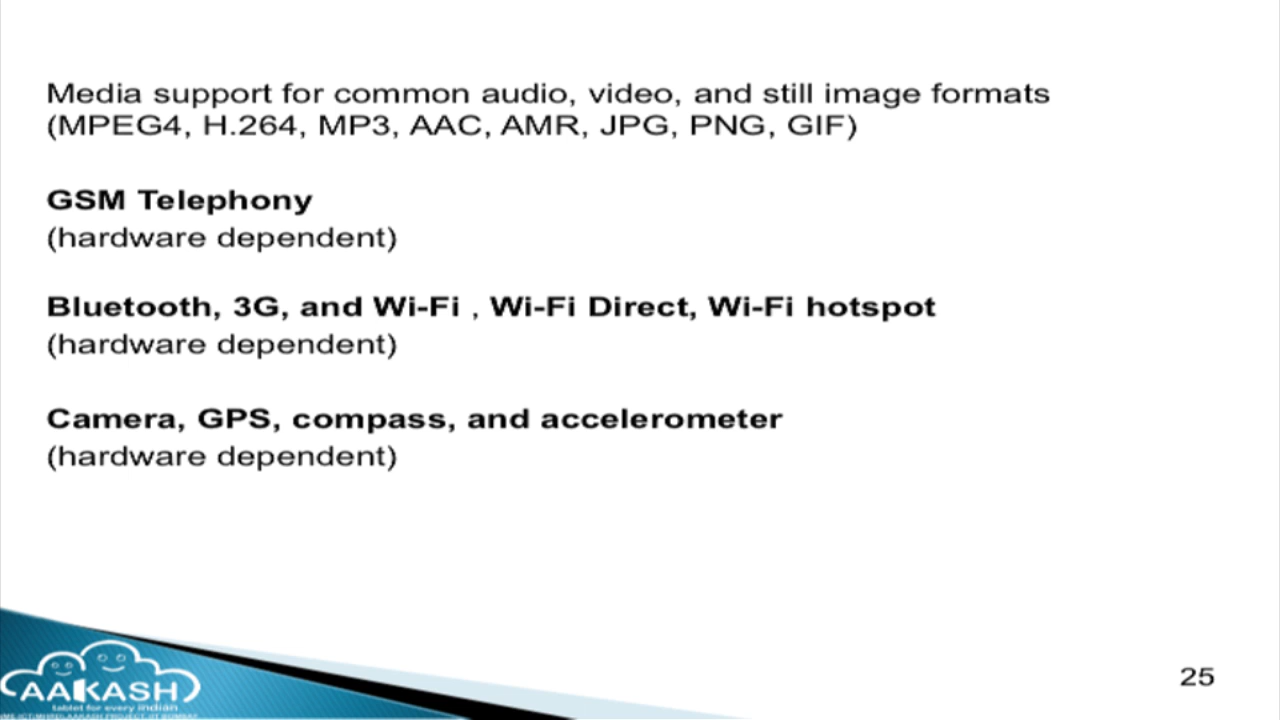 Media support for common audio, video, and still image formats
(MPEG4, H.264, MP3, AAC, AMR, JPG, PNG, GIF)
GSM Telephony
(hardware dependent)
Bluetooth, 3G, and Wi-Fi , Wi-Fi Direct, Wi-Fi hotspot
(hardware dependent)
Camera, GPS, compass, and accelerometer
(hardware dependent)
25
AAKASH
tablet for every indian